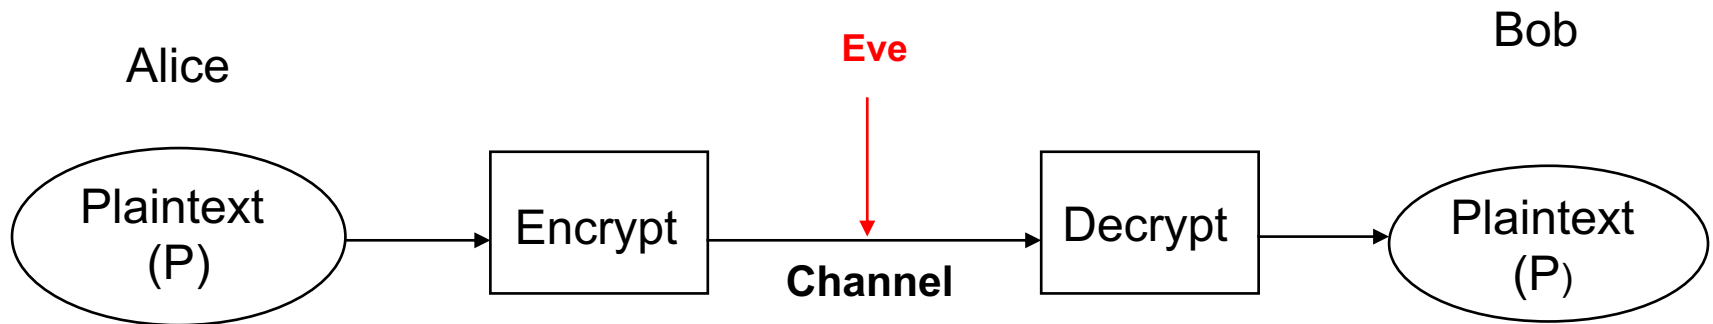 Alice
Eve
Bob
Plaintext
(P)
Encrypt
Channel
Decrypt
Plaintext
(P)